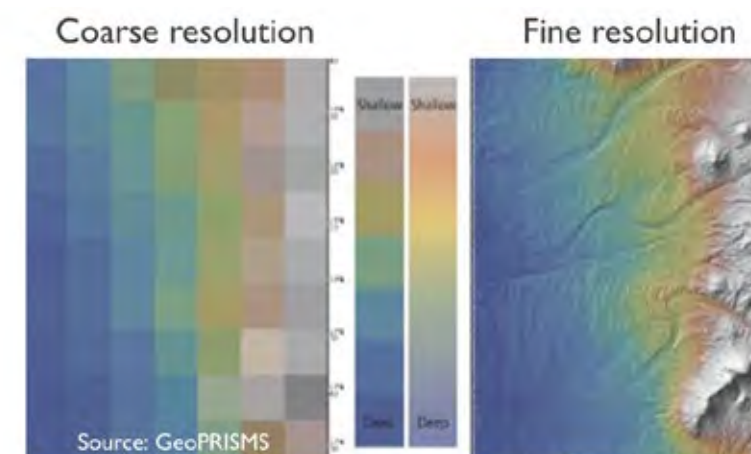 Coarse resolution
Fine resolution
Shallow
Shallow
Deep
Deep
Source: GeoPRISMS